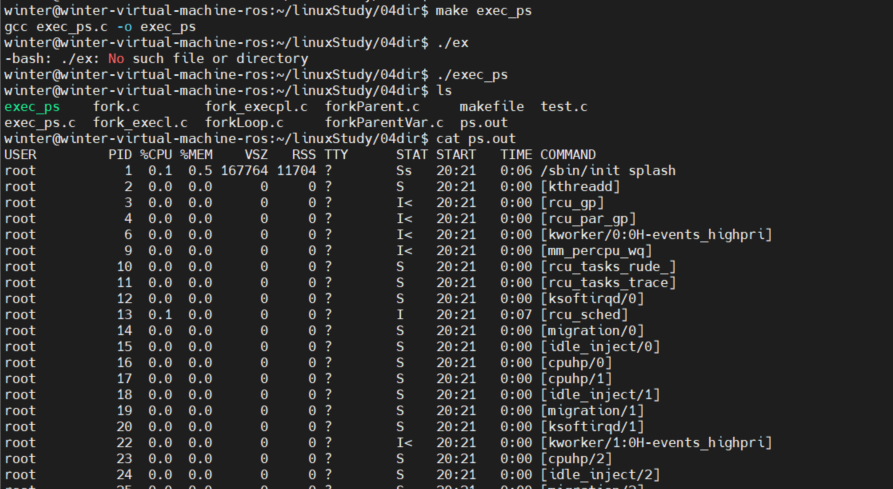 winter@winter-virtual-machine-ros:~/linuxStudy/04dir$ make exec_ps
gcc exec_ps.c -o exec_ps
winter@winter-virtual-machine-ros:~/linuxStudy/04dir$ ./ex
-bash: ./ex: No such file or directory
winter@winter-virtual-machine-ros:~/linuxStudy/04dir$ ./exec_ps
winter@winter-virtual-machine-ros:~/linuxStudy/04dir$ ls
exec_ps    fork.c        fork_execpl.c  forkParent.c     makefile  test.c
exec_ps.c  fork_execl.c  forkLoop.c     forkParentVar.c  ps.out
winter@winter-virtual-machine-ros:~/linuxStudy/04dir$ cat ps.out
USER         PID %CPU %MEM    VSZ   RSS TTY      STAT START   TIME COMMAND
root           1  0.1  0.5 167764 11704 ?        Ss   20:21   0:06 /sbin/init splash
root           2  0.0  0.0      0     0 ?        S    20:21   0:00 [kthreadd]
root           3  0.0  0.0      0     0 ?        I<   20:21   0:00 [rcu_gp]
root           4  0.0  0.0      0     0 ?        I<   20:21   0:00 [rcu_par_gp]
root           6  0.0  0.0      0     0 ?        I<   20:21   0:00 [kworker/0:0H-events_highpri]
root           9  0.0  0.0      0     0 ?        I<   20:21   0:00 [mm_percpu_wq]
root          10  0.0  0.0      0     0 ?        S    20:21   0:00 [rcu_tasks_rude_]
root          11  0.0  0.0      0     0 ?        S    20:21   0:00 [rcu_tasks_trace]
root          12  0.0  0.0      0     0 ?        S    20:21   0:00 [ksoftirqd/0]
root          13  0.1  0.0      0     0 ?        I    20:21   0:07 [rcu_sched]
root          14  0.0  0.0      0     0 ?        S    20:21   0:00 [migration/0]
root          15  0.0  0.0      0     0 ?        S    20:21   0:00 [idle_inject/0]
root          16  0.0  0.0      0     0 ?        S    20:21   0:00 [cpuhp/0]
root          17  0.0  0.0      0     0 ?        S    20:21   0:00 [cpuhp/1]
root          18  0.0  0.0      0     0 ?        S    20:21   0:00 [idle_inject/1]
root          19  0.0  0.0      0     0 ?        S    20:21   0:00 [migration/1]
root          20  0.0  0.0      0     0 ?        S    20:21   0:00 [ksoftirqd/1]
root          22  0.0  0.0      0     0 ?        I<   20:21   0:00 [kworker/1:0H-events_highpri]
root          23  0.0  0.0      0     0 ?        S    20:21   0:00 [cpuhp/2]
root          24  0.0  0.0      0     0 ?        S    20:21   0:00 [idle_inject/2]